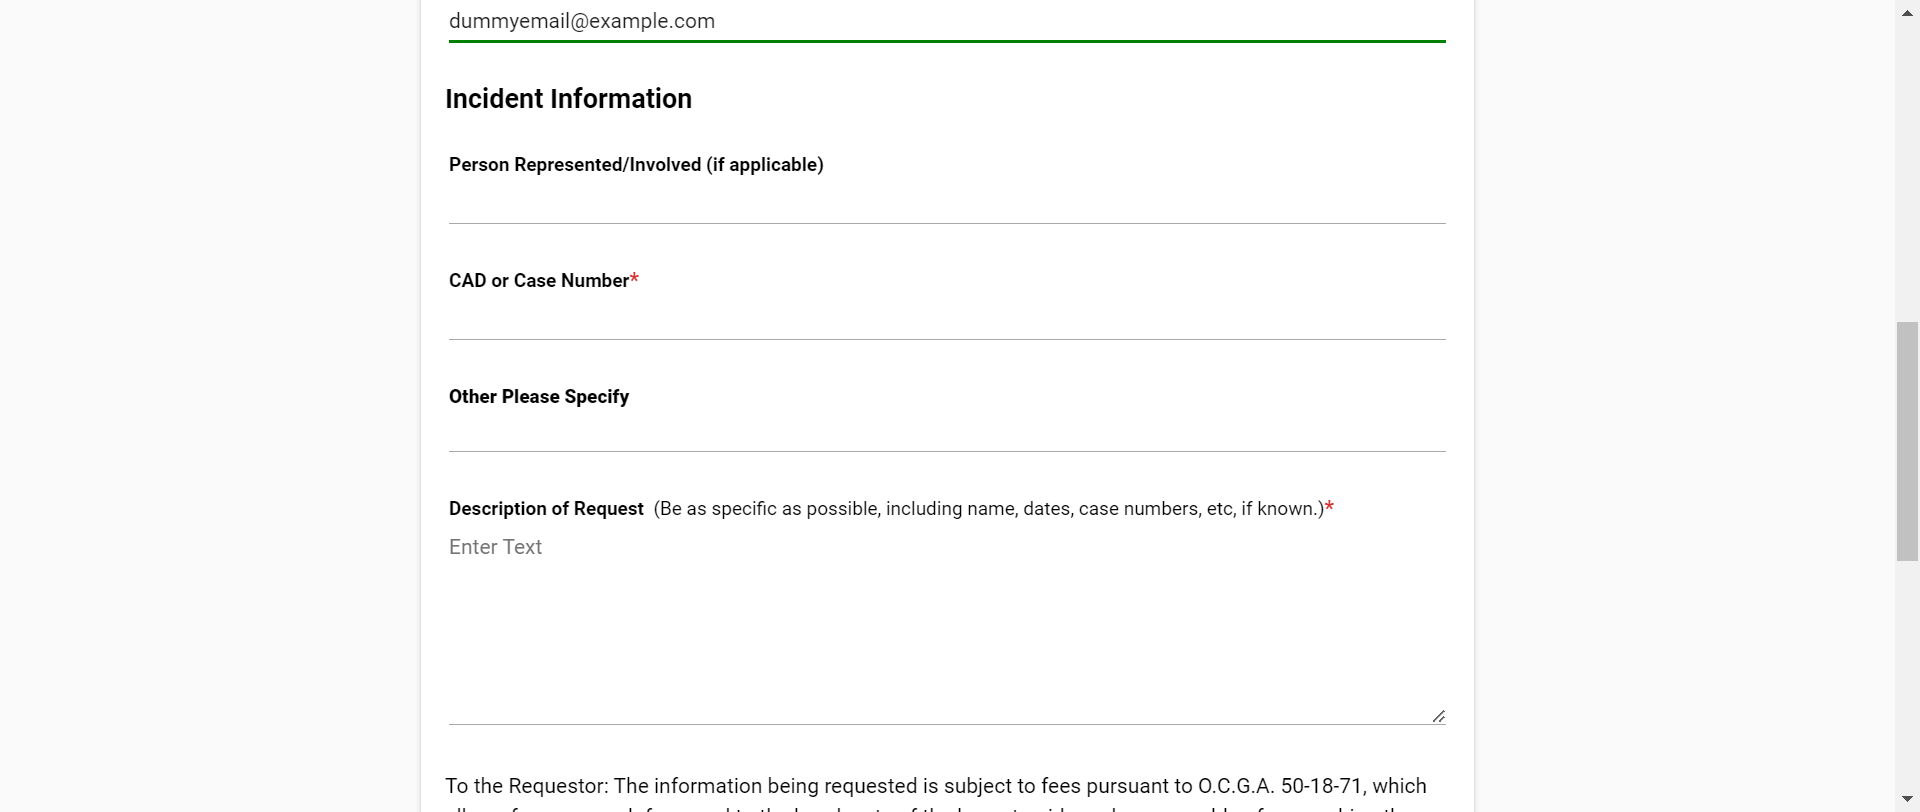 dummyemail@example.com
Incident Information
Person Represented/Involved (if applicable)
CAD or Case Number*
Other Please Specify
Description of Request (Be as specific as possible, including name, dates, case numbers, etc, if known.)*
Enter Text
To the Requestor: The information being requested is subject to fees pursuant to O.C.G.A. 50-18-71, which